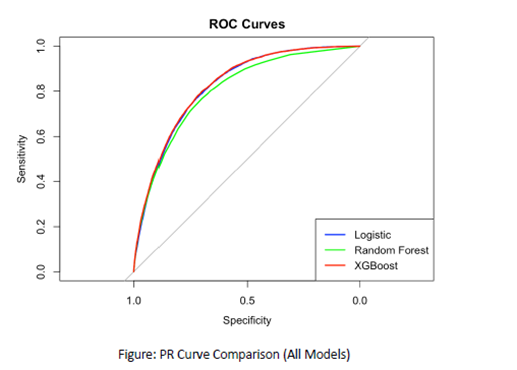 ROC Curves
Sensitivity
1.0
0.8
0.6
0.4
0.2
0.0
Logistic
Random Forest
XGBoost
1.0 0.5 0.0
Specificity
Figure: PR Curve Comparison (All Models)